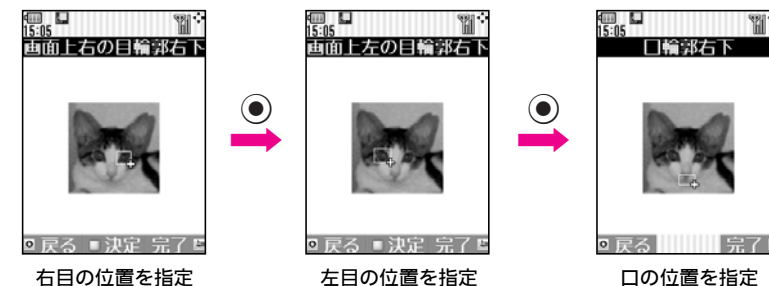 15:05
画面上右の目輪郭右下
戻る 決定 完了
右目の位置を指定
15:05
画面上左の目輪郭右下
戻る 決定 完了
左目の位置を指定
15:05
口輪郭右下
戻る 完了
口の位置を指定